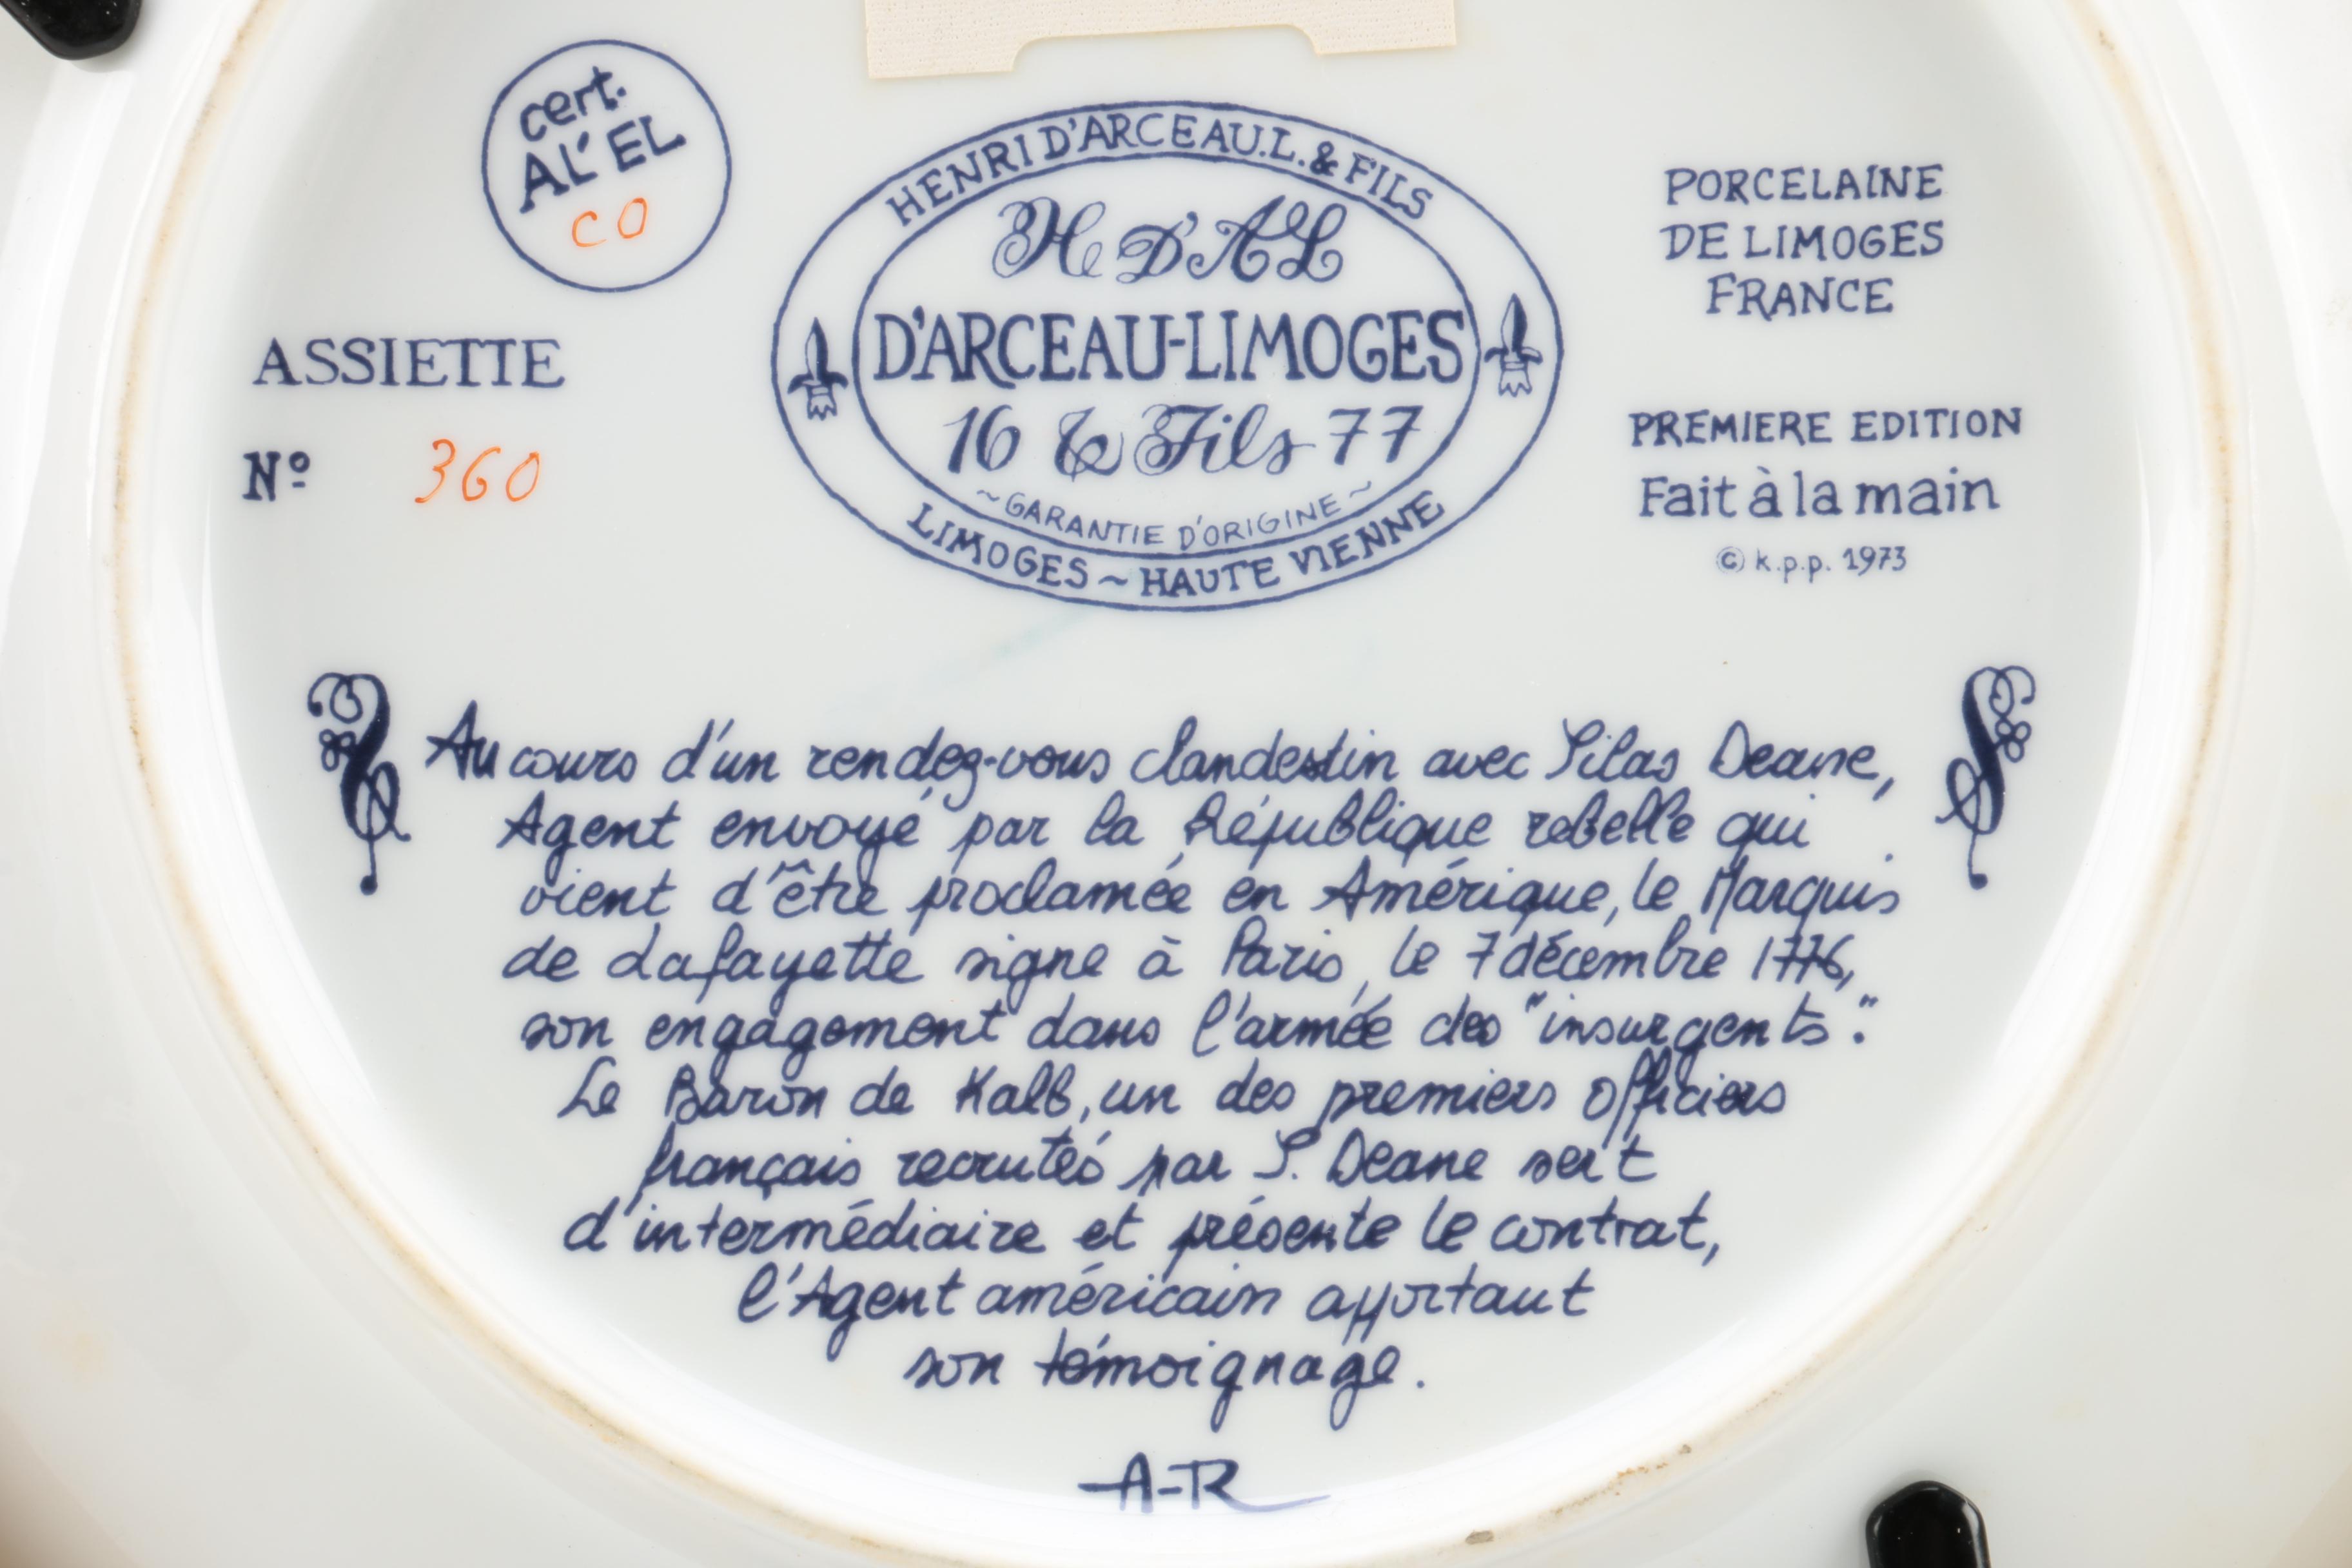 cert.
AL'EL
CO
HENRI D'ARCEAU.L.&FILS
H D'AL
D'ARCEAU-LIMOGES
16 & Fils 77
~GARANTIE D'ORIGINE~
LIMOGES ~ HAUTE VIENNE
PORCELAINE
DE LIMOGES
FRANCE
ASSIETTE
Nº 360
PREMIERE EDITION
Fait à la main
© k.p.p. 1973
Au cours d'un rendez-vous clandestin avec Silas Deane,
Agent envoyé par la République rebelle qui
vient d'être proclamée en Amérique, le Marquis
de Lafayette signe à Paris, le 7 décembre 1776,
son engagement dans l'armée des "insurgents".
Le Baron de Kalb, un des premiers officiers
français recrutés par S. Deane sert
d'intermédiaire et présente le contrat,
l'Agent américain apportant
son témoignage.
A-R